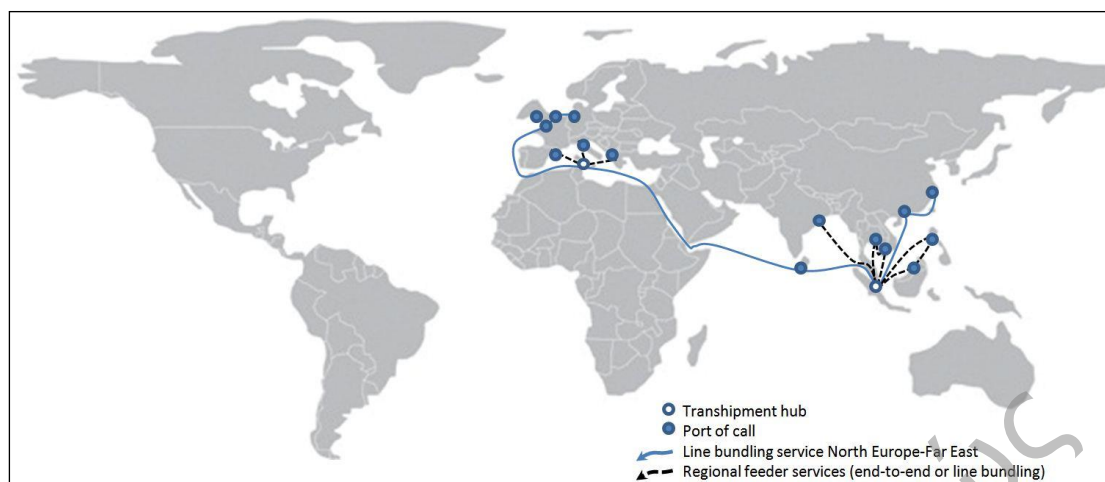 Transhipment hub
Port of call
Line bundling service North Europe-Far East
Regional feeder services (end-to-end or line bundling)